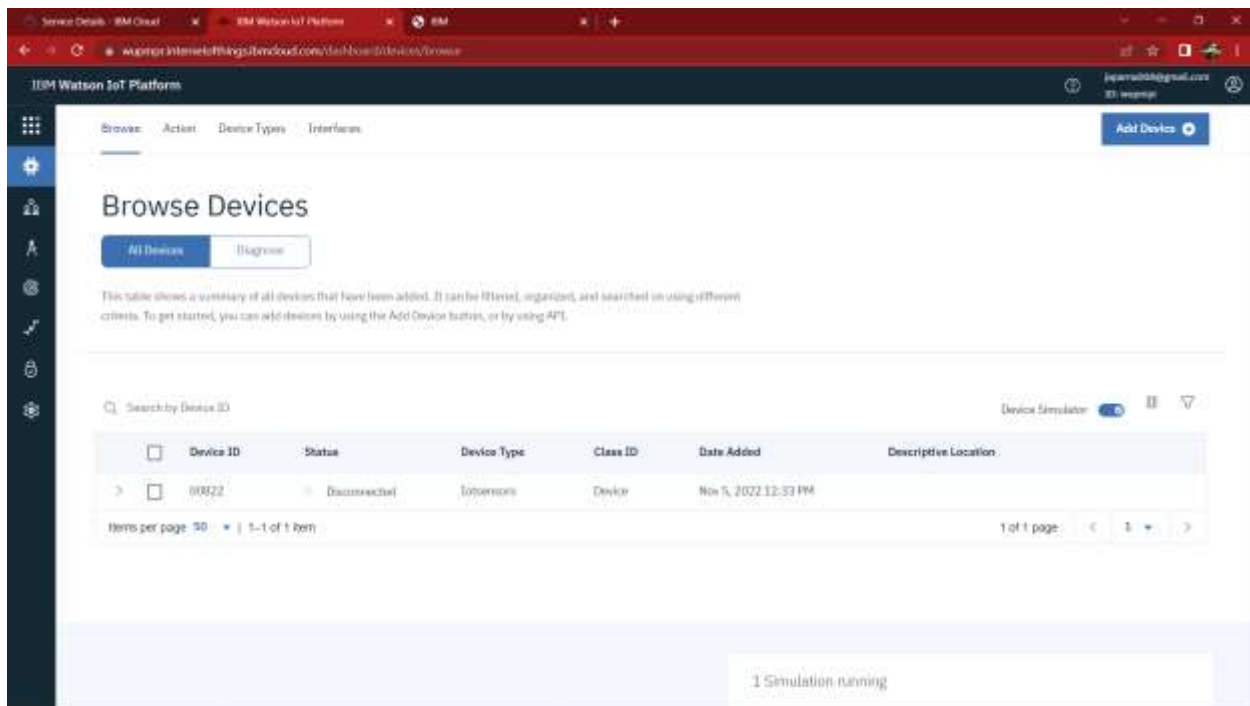 Service Details - IBM Cloud
IBM Watson IoT Platform
IBM
IBM Watson IoT Platform
Browse Action Device Types Interfaces
Add Device
Browse Devices
All Devices Diagnose
This table shows a summary of all devices that have been added. It can be filtered, organized, and searched on using different
criteria. To get started, you can add devices by using the Add Device button, or by using API.
Search by Device ID
Device Simulator
Device ID Status Device Type Class ID Date Added Descriptive Location
Disconnected Iotsensors Device Nov 5, 2022 12:33 PM
Items per page 50 | 1–1 of 1 item
1 of 1 page 1
1 Simulation running